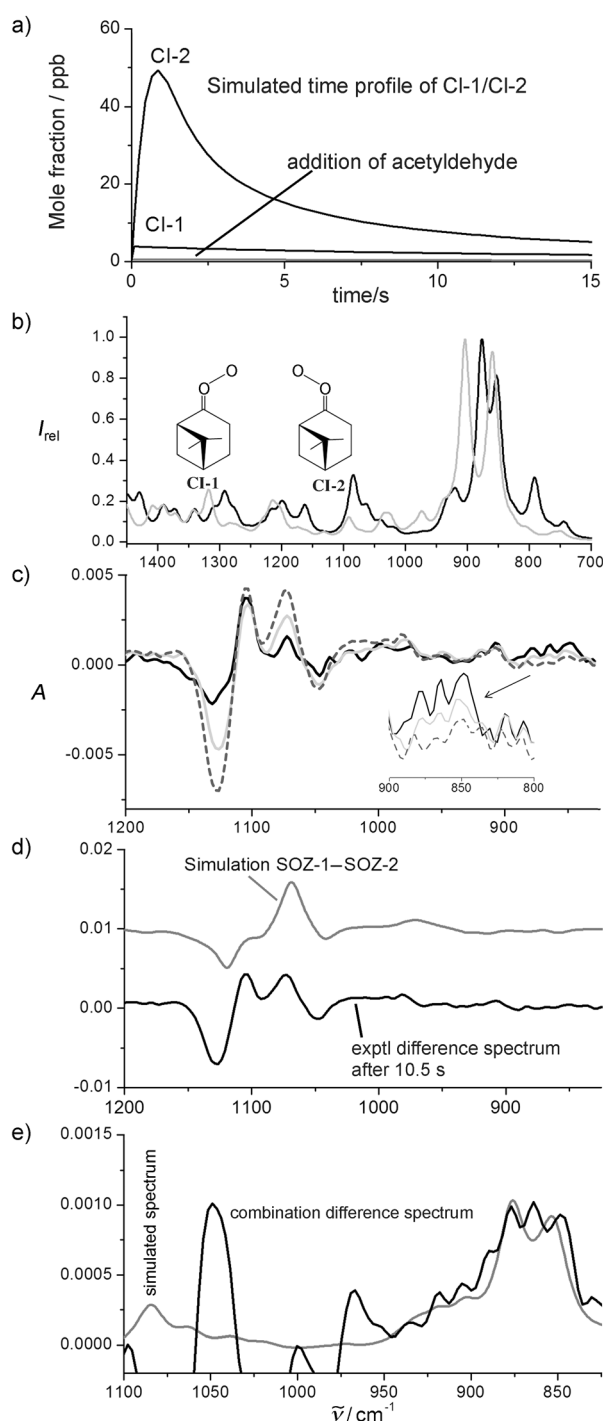 a)
60
40
20
0
Mole fraction / ppb
CI-2
Simulated time profile of CI-1/CI-2
addition of acetyldehyde
CI-1
0 5 10 15
time/s
b)
1.0
0.8
0.6
0.4
0.2
0.0
I rel
O
O
CI-1
O
O
CI-2
1400 1300 1200 1100 1000 900 800 700
c)
0.005
0.000
-0.005
A
900 850 800
1200 1100 1000 900
d)
0.02
0.01
0.00
-0.01
Simulation SOZ-1–SOZ-2
exptl difference spectrum
after 10.5 s
1200 1100 1000 900
e)
0.0015
0.0010
0.0005
0.0000
simulated spectrum
combination difference spectrum
1100 1050 1000 950 900 850
ṽ / cm⁻¹